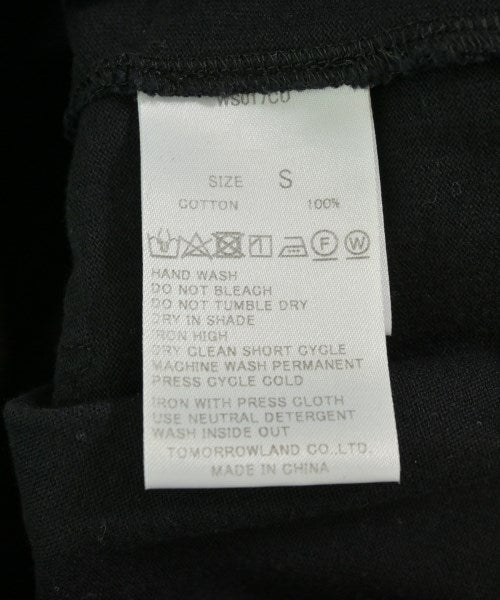 WS017CU
SIZE S
COTTON 100%
F W
HAND WASH
DO NOT BLEACH
DO NOT TUMBLE DRY
DRY IN SHADE
IRON HIGH
DRY CLEAN SHORT CYCLE
MACHINE WASH PERMANENT
PRESS CYCLE COLD
IRON WITH PRESS CLOTH
USE NEUTRAL DETERGENT
WASH INSIDE OUT
TOMORROWLAND CO.,LTD.
MADE IN CHINA